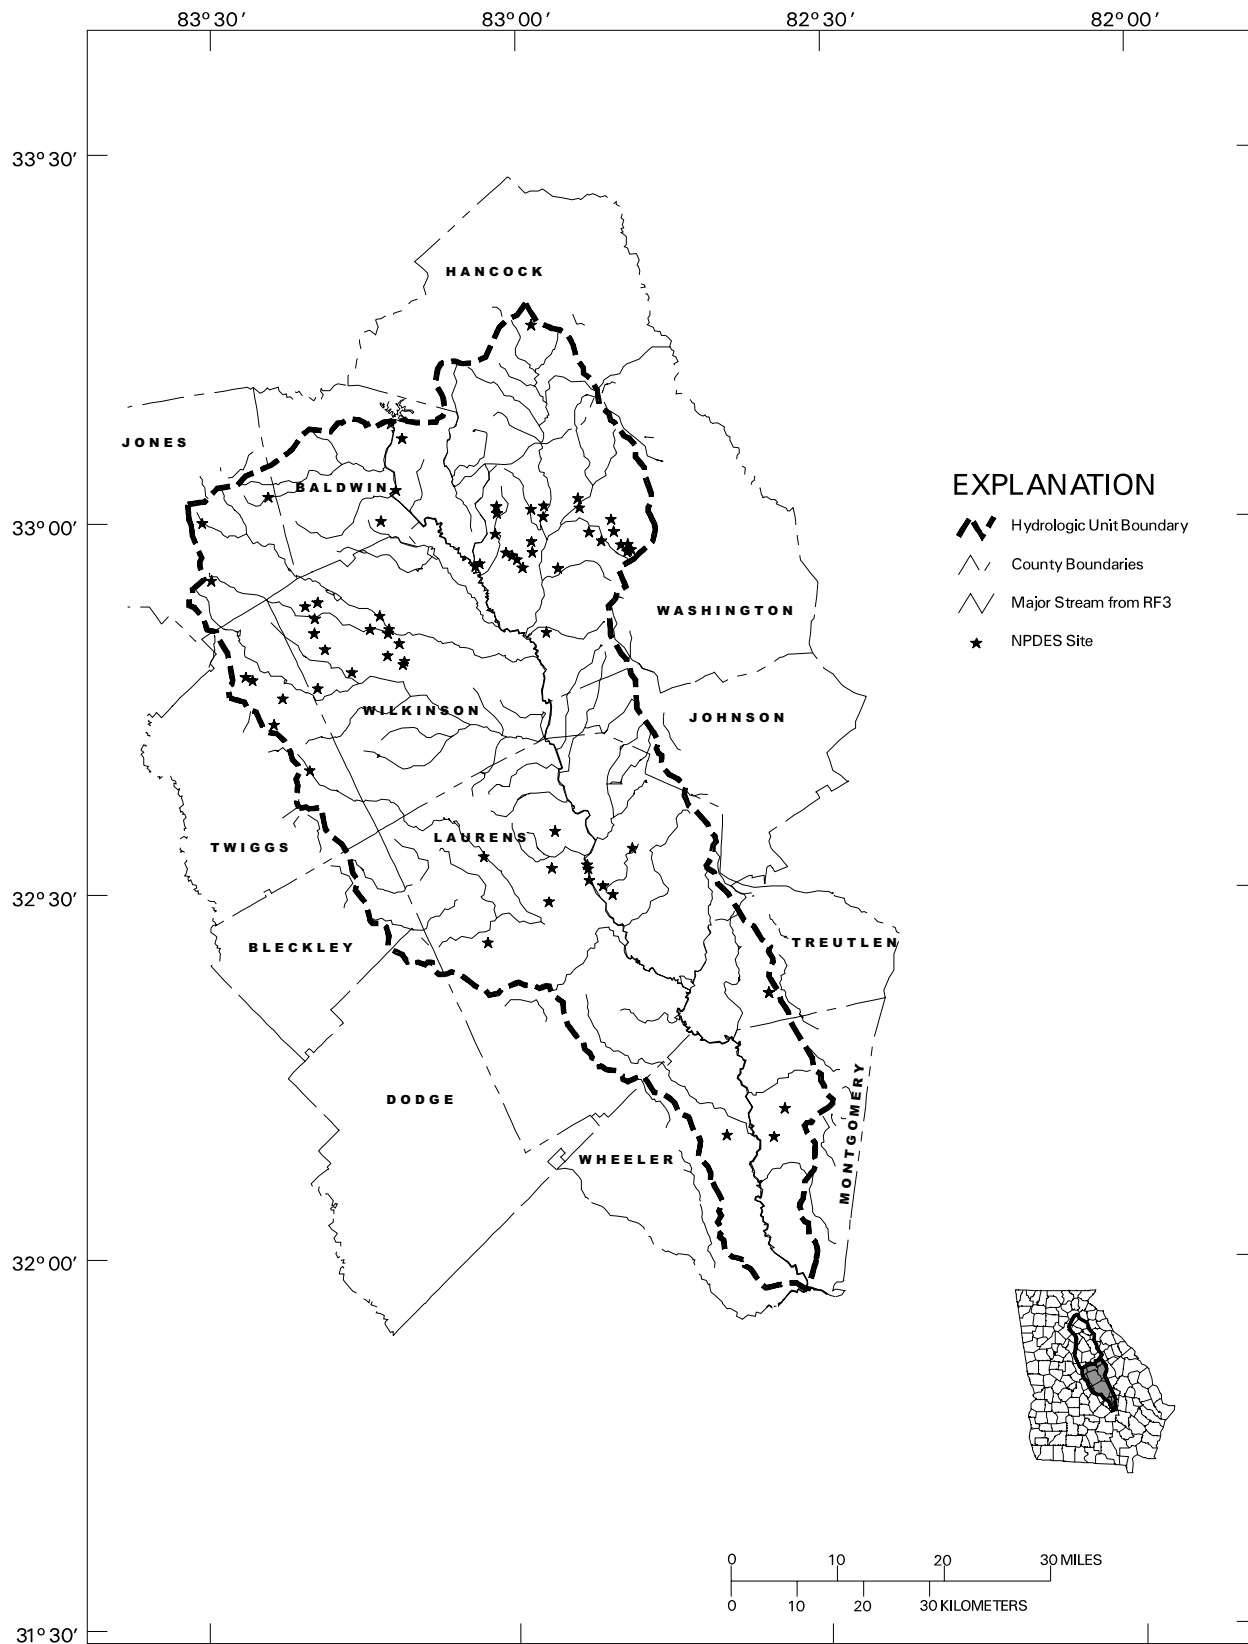 83° 30' 83° 00' 82° 30' 82° 00'
33° 30'
HANCOCK
JONES
BALDWIN
EXPLANATION
33° 00'
Hydrologic Unit Boundary
County Boundaries
Major Stream from RF3
WASHINGTON
NPDES Site
WILKINSON
JOHNSON
LAURENS
TWIGGS
32° 30'
BLECKLEY
TREUTLEN
DODGE
MONTGOMERY
WHEELER
32° 00'
0 10 20 30 MILES
0 10 20 30 KILOMETERS
31° 30'